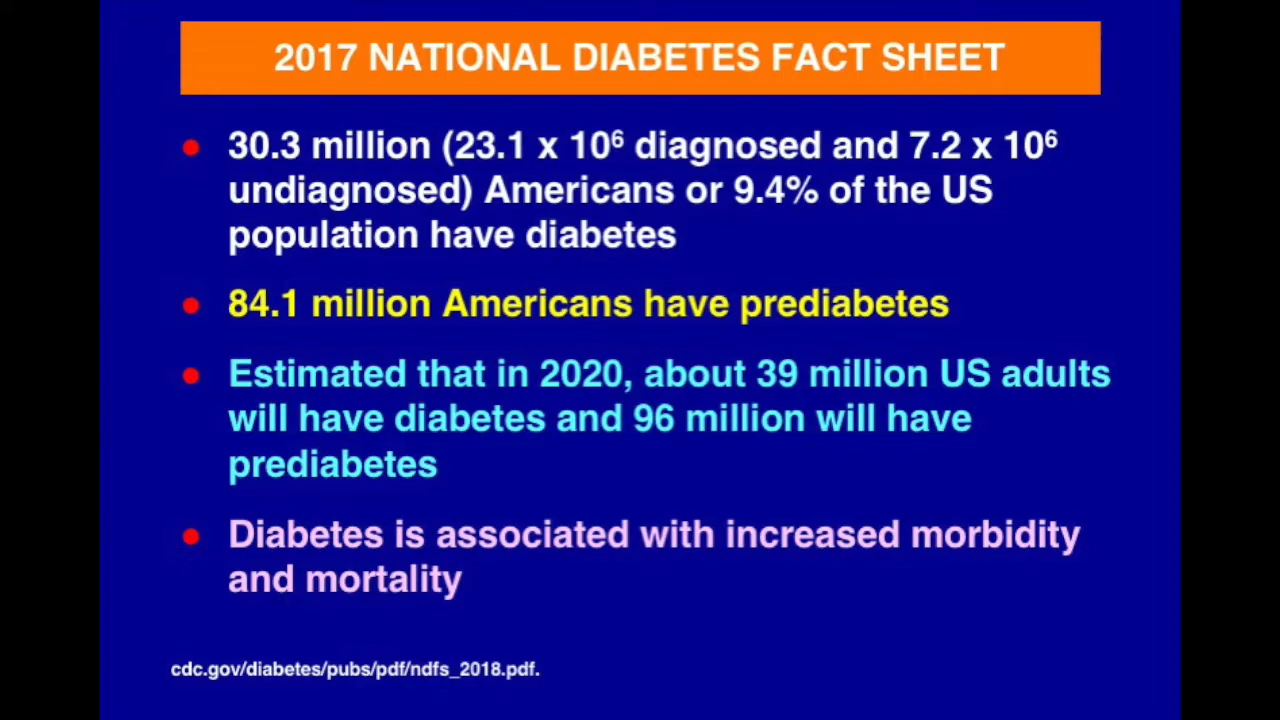 2017 NATIONAL DIABETES FACT SHEET
● 30.3 million (23.1 x 10⁶ diagnosed and 7.2 x 10⁶
undiagnosed) Americans or 9.4% of the US
population have diabetes
● 84.1 million Americans have prediabetes
● Estimated that in 2020, about 39 million US adults
will have diabetes and 96 million will have
prediabetes
● Diabetes is associated with increased morbidity
and mortality
cdc.gov/diabetes/pubs/pdf/ndfs_2018.pdf.